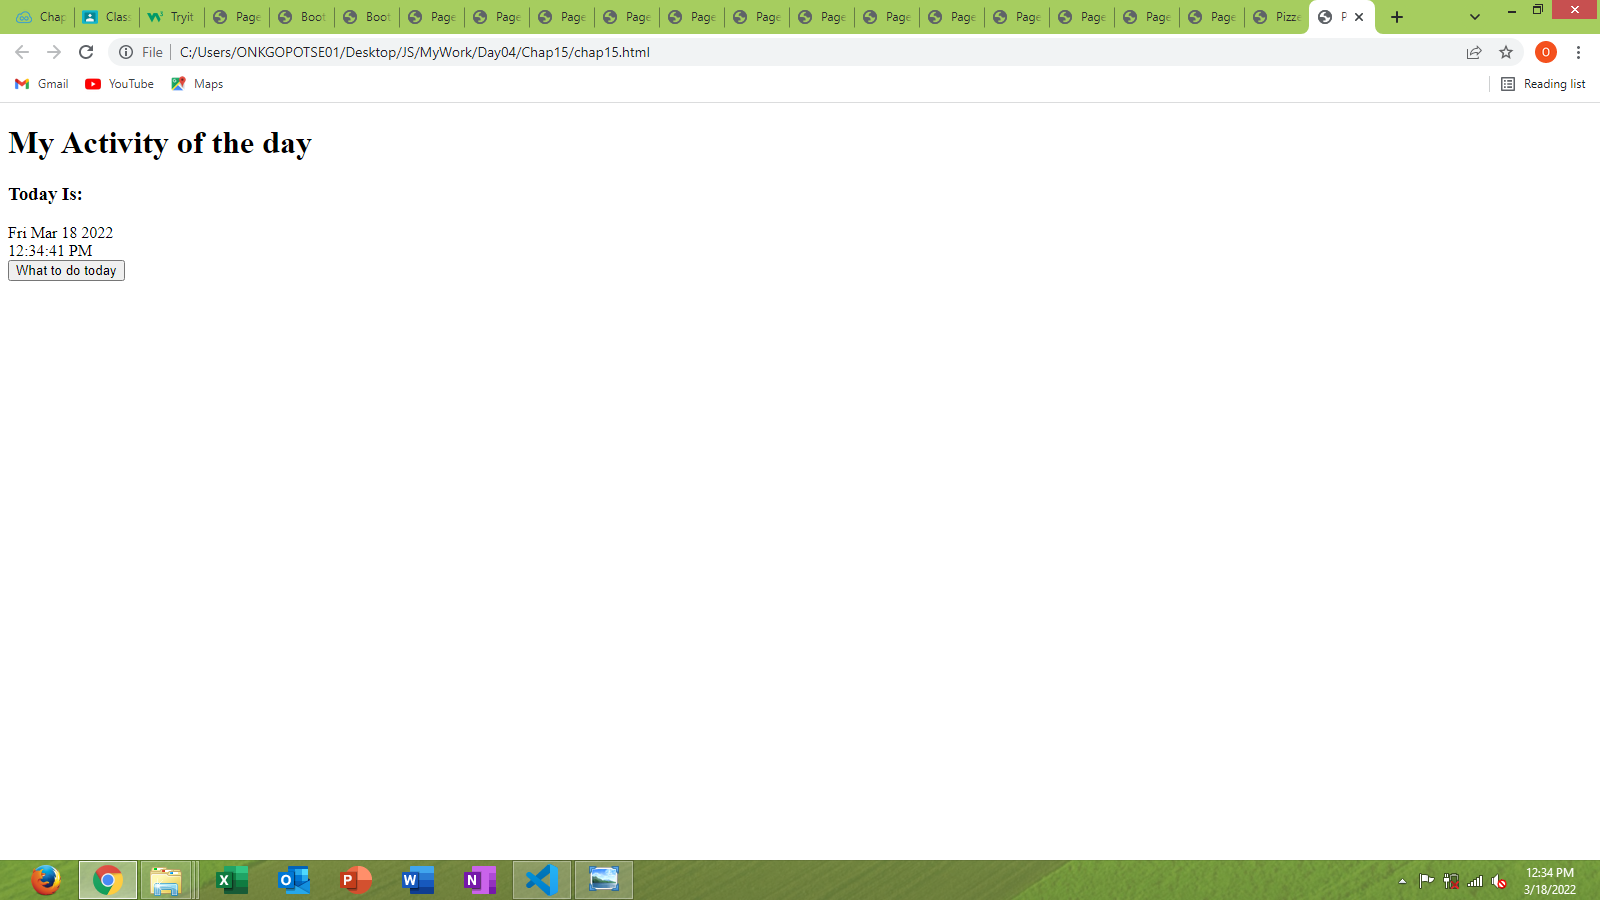 Chap Class Tryit Page Boot Boot Page Page Page Page Page Page Page Page Page Page Page Page Page Pizze P
File C:/Users/ONKGOPOTSE01/Desktop/JS/MyWork/Day04/Chap15/chap15.html O
Gmail YouTube Maps Reading list
My Activity of the day
Today Is:
Fri Mar 18 2022
12:34:41 PM
What to do today
12:34 PM
3/18/2022